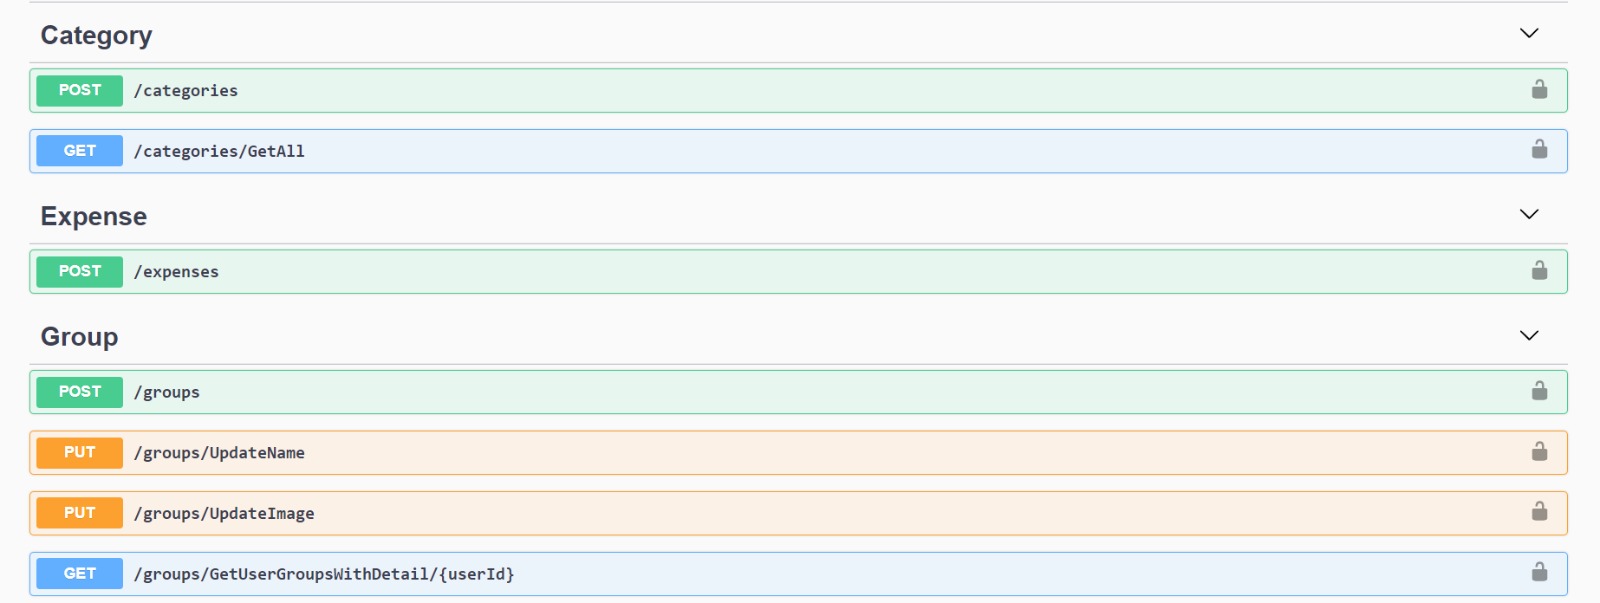 Category
POST /categories
GET /categories/GetAll
Expense
POST /expenses
Group
POST /groups
PUT /groups/UpdateName
PUT /groups/UpdateImage
GET /groups/GetUserGroupsWithDetail/{userId}